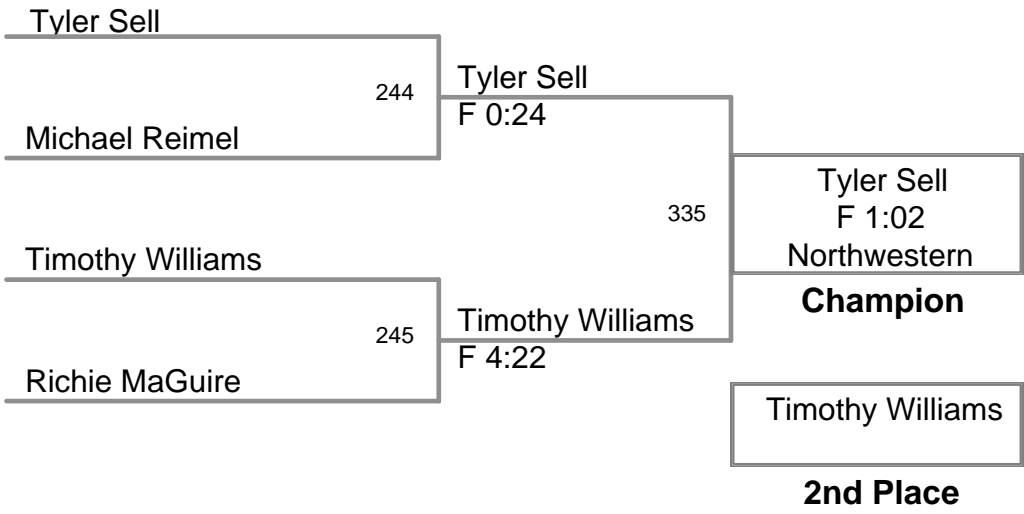 Tyler Sell
244
Michael Reimel
Tyler Sell
F 0:24
Timothy Williams
245
Richie MaGuire
Timothy Williams
F 4:22
335
Tyler Sell
F 1:02
Northwestern
Champion
Timothy Williams
2nd Place